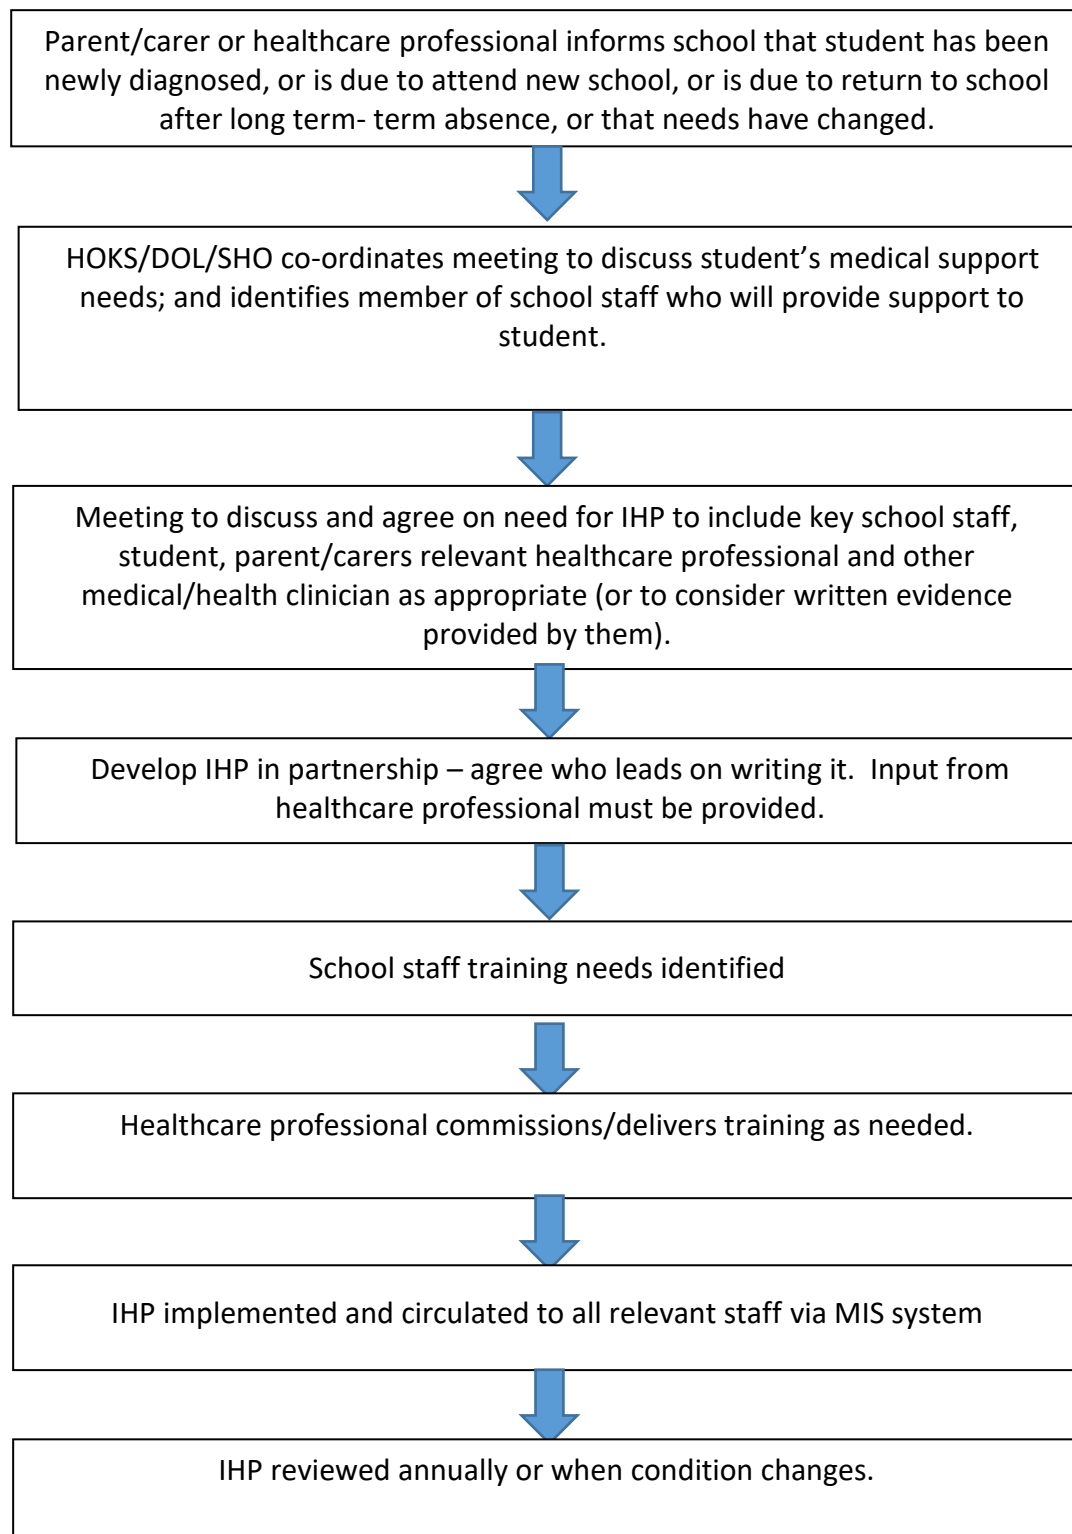 Parent/carer or healthcare professional informs school that student has been
newly diagnosed, or is due to attend new school, or is due to return to school
after long term- term absence, or that needs have changed.
HOKS/DOL/SHO co-ordinates meeting to discuss student’s medical support
needs; and identifies member of school staff who will provide support to
student.
Meeting to discuss and agree on need for IHP to include key school staff,
student, parent/carers relevant healthcare professional and other
medical/health clinician as appropriate (or to consider written evidence
provided by them).
Develop IHP in partnership – agree who leads on writing it.  Input from
healthcare professional must be provided.
School staff training needs identified
Healthcare professional commissions/delivers training as needed.
IHP implemented and circulated to all relevant staff via MIS system
IHP reviewed annually or when condition changes.